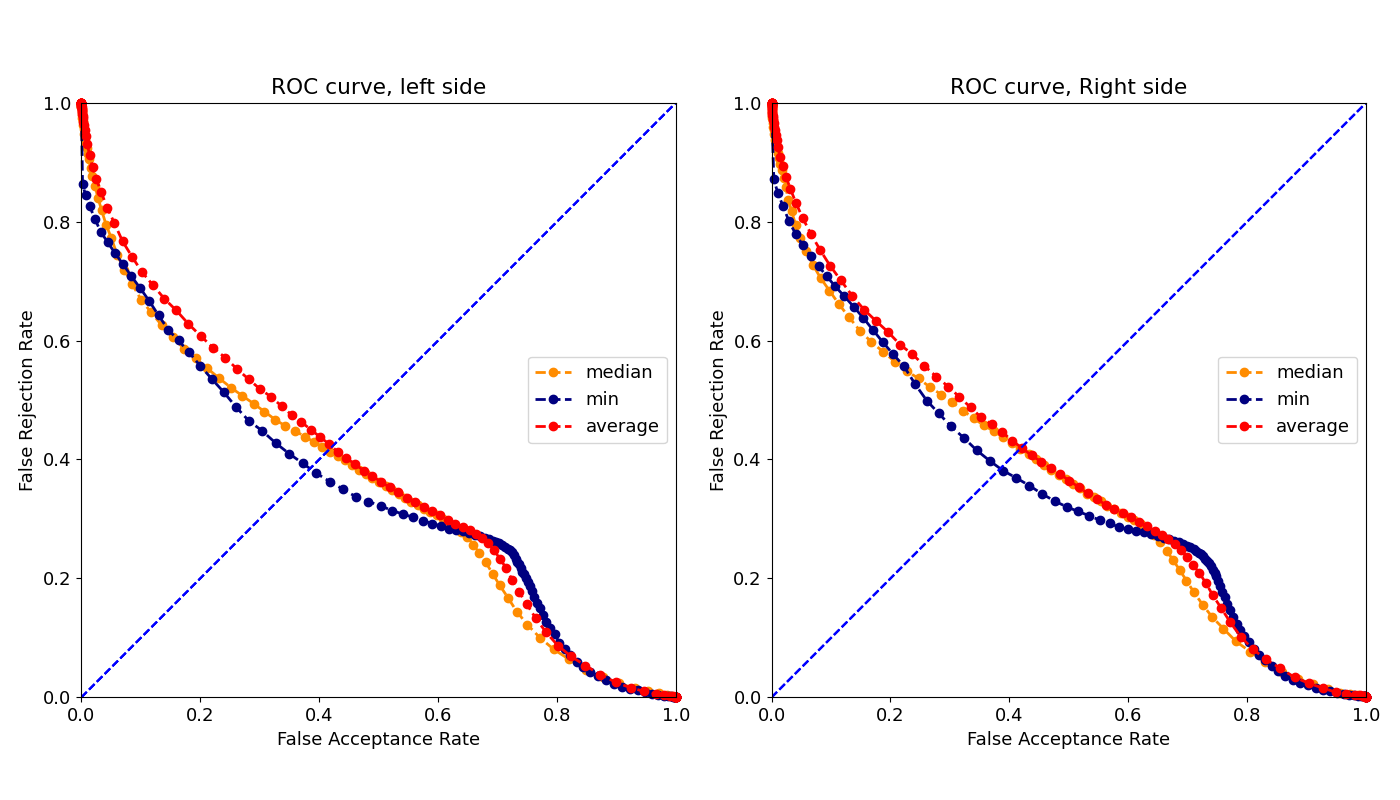 ROC curve, left side
1.0
0.8
0.6
0.4
0.2
0.0
False Rejection Rate
0.0 0.2 0.4 0.6 0.8 1.0
False Acceptance Rate
median
min
average
ROC curve, Right side
1.0
0.8
0.6
0.4
0.2
0.0
False Rejection Rate
0.0 0.2 0.4 0.6 0.8 1.0
False Acceptance Rate
median
min
average